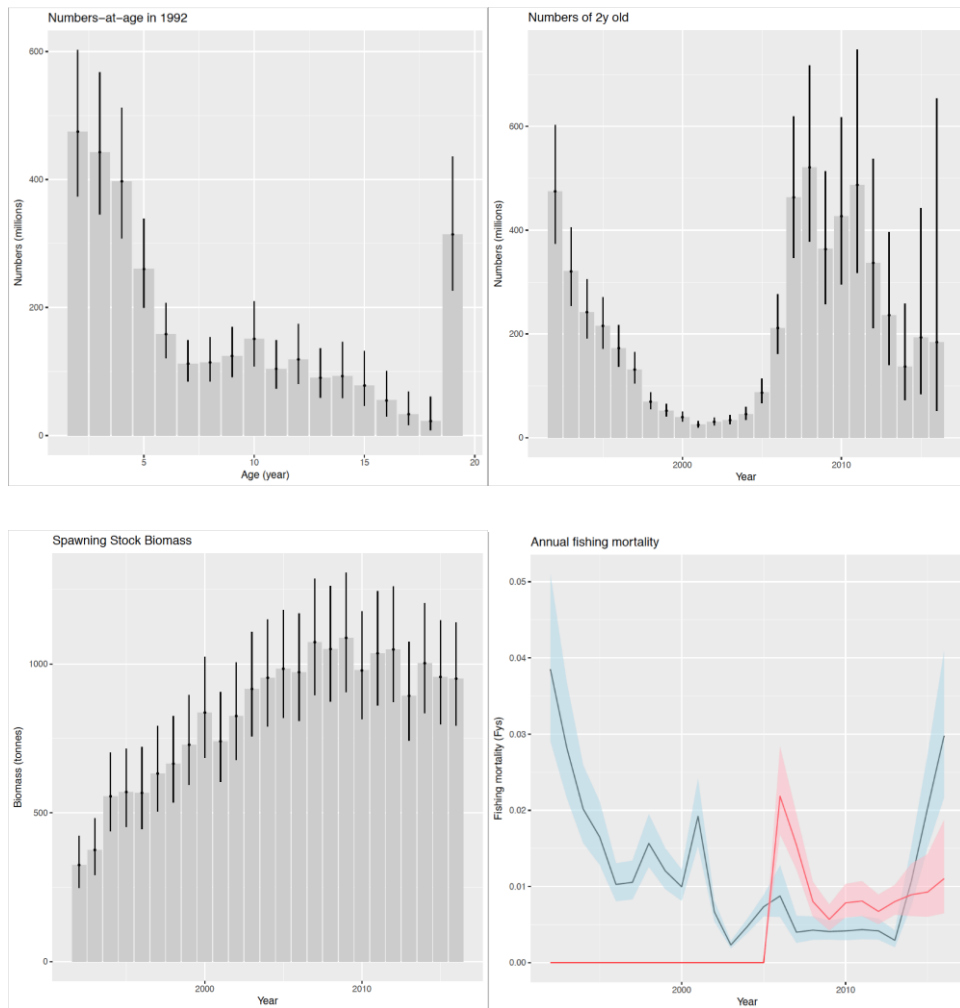 Numbers−at−age in 1992
600
400
200
0
Numbers (millions)
5
10
15
20
Age (year)
Numbers of 2y old
600
400
200
0
Numbers (millions)
2000
2010
Year
Spawning Stock Biomass
1000
500
0
Biomass (tonnes)
2000
2010
Year
Annual fishing mortality
0.05
0.04
0.03
0.02
0.01
0.00
Fishing mortality (Fys)
2000
2010
Year